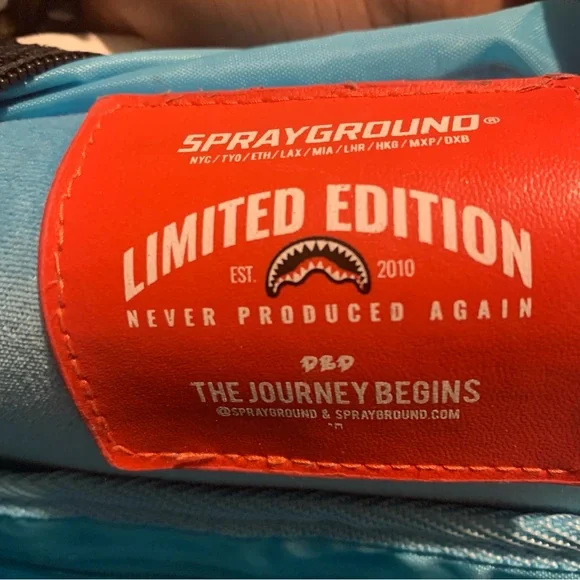 SPRAYGROUND®
NYC/TYO/ETH/LAX/MIA/LHR/HKG/MXP/DXB
LIMITED EDITION
EST. 2010
NEVER PRODUCED AGAIN
DBD
THE JOURNEY BEGINS
@SPRAYGROUND & SPRAYGROUND.COM